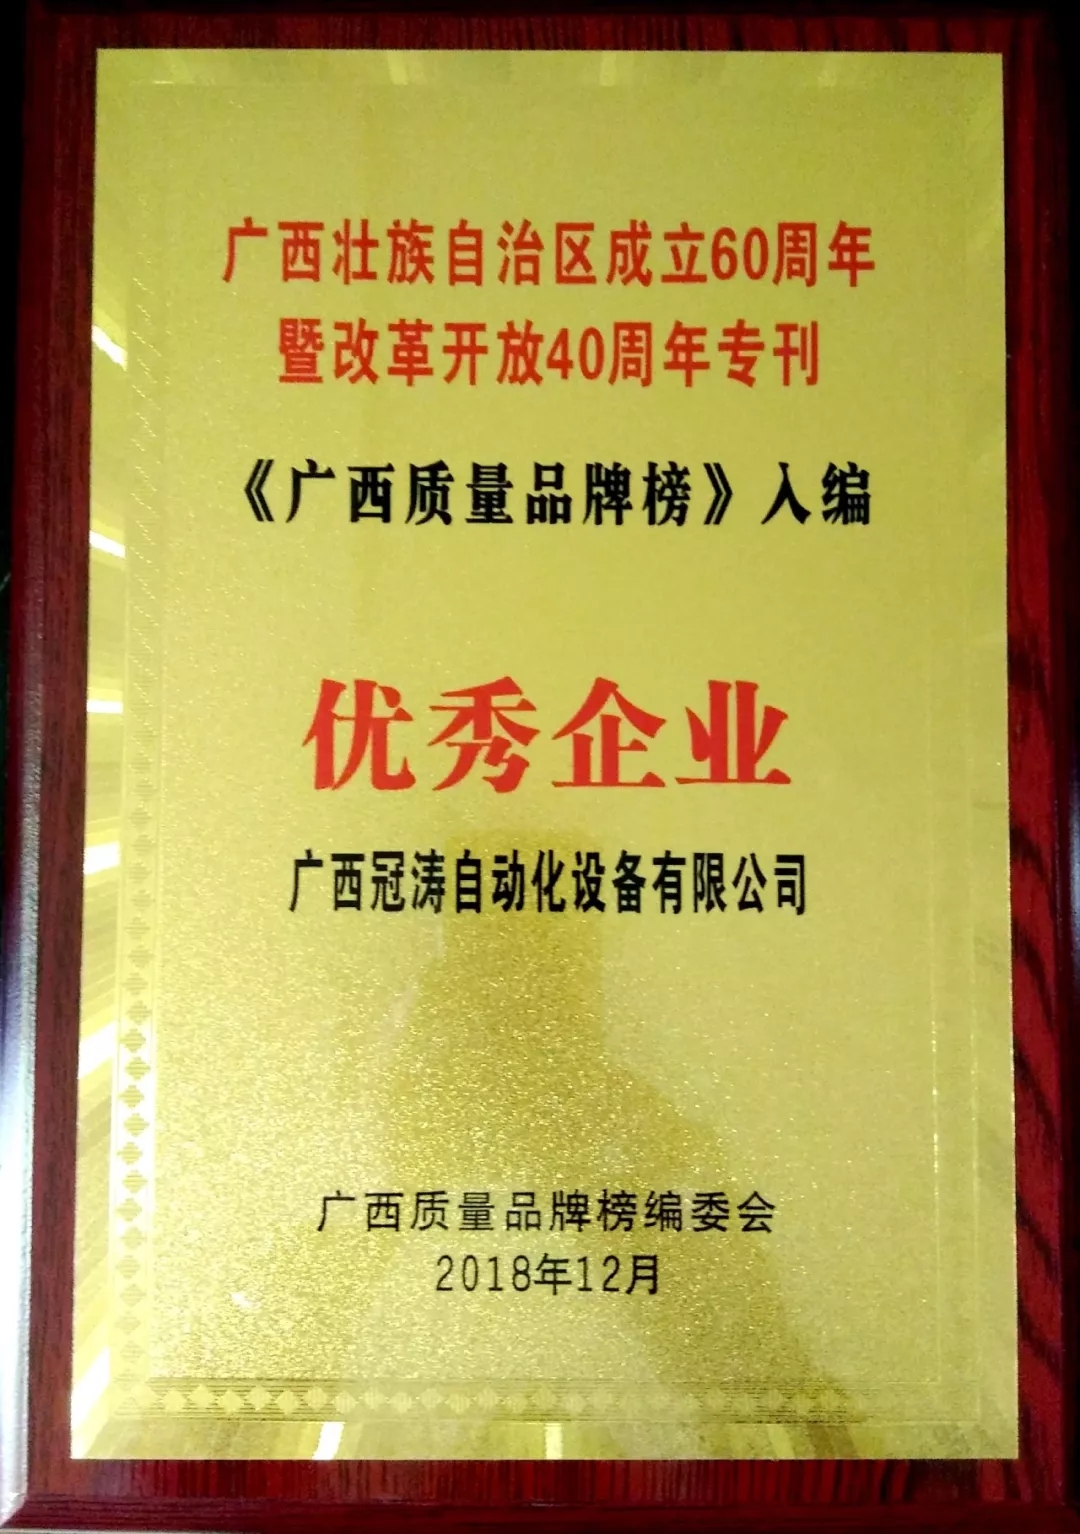 广西壮族自治区成立60周年
暨改革开放40周年专刊
《广西质量品牌榜》入编
优秀企业
广西冠涛自动化设备有限公司
广西质量品牌榜编委会
2018年12月